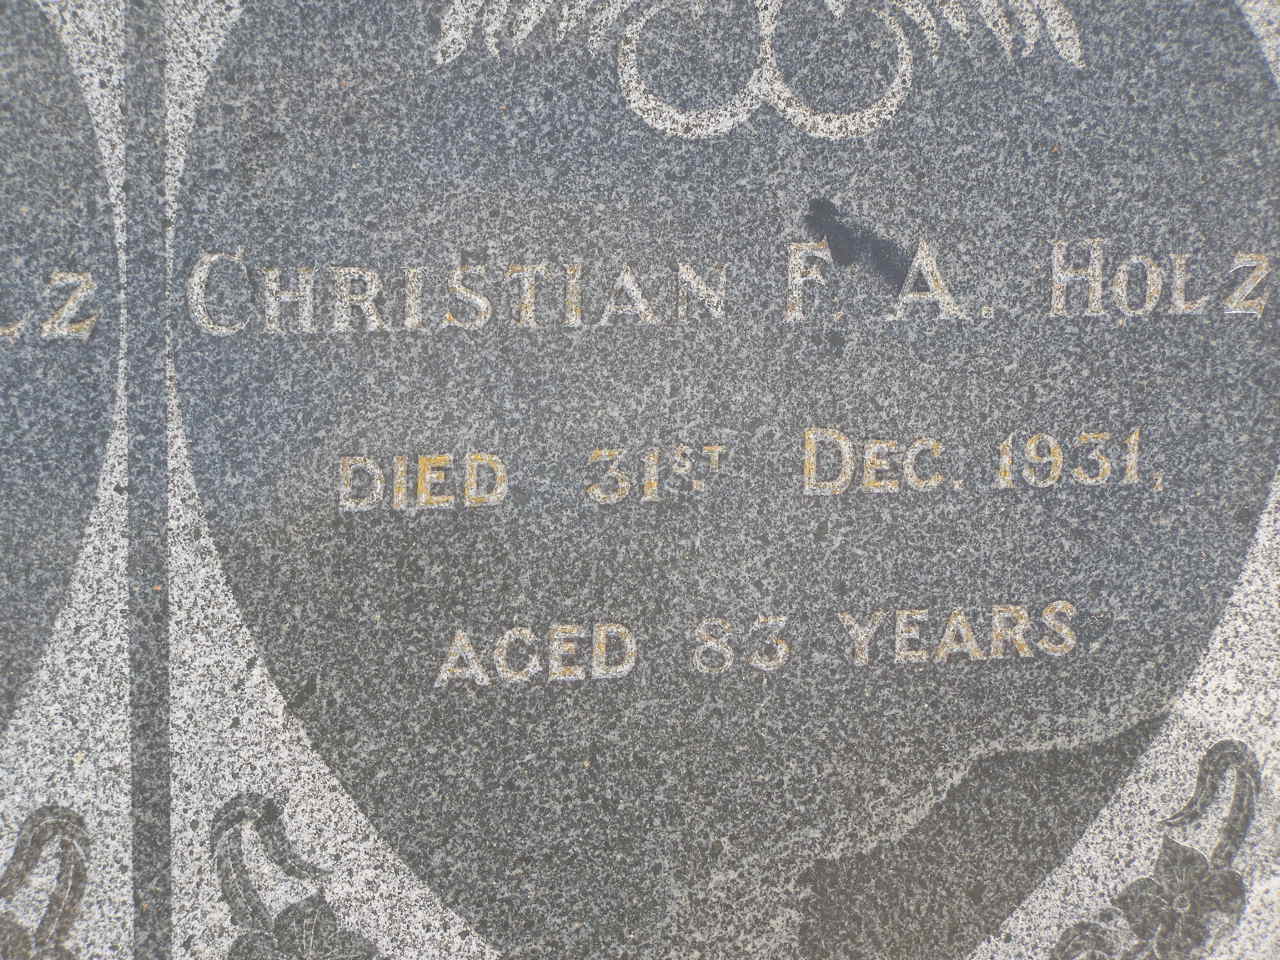 LZ
CHRISTIAN F. A. HOLZ
DIED 31ST DEC. 1931,
AGED 83 YEARS.